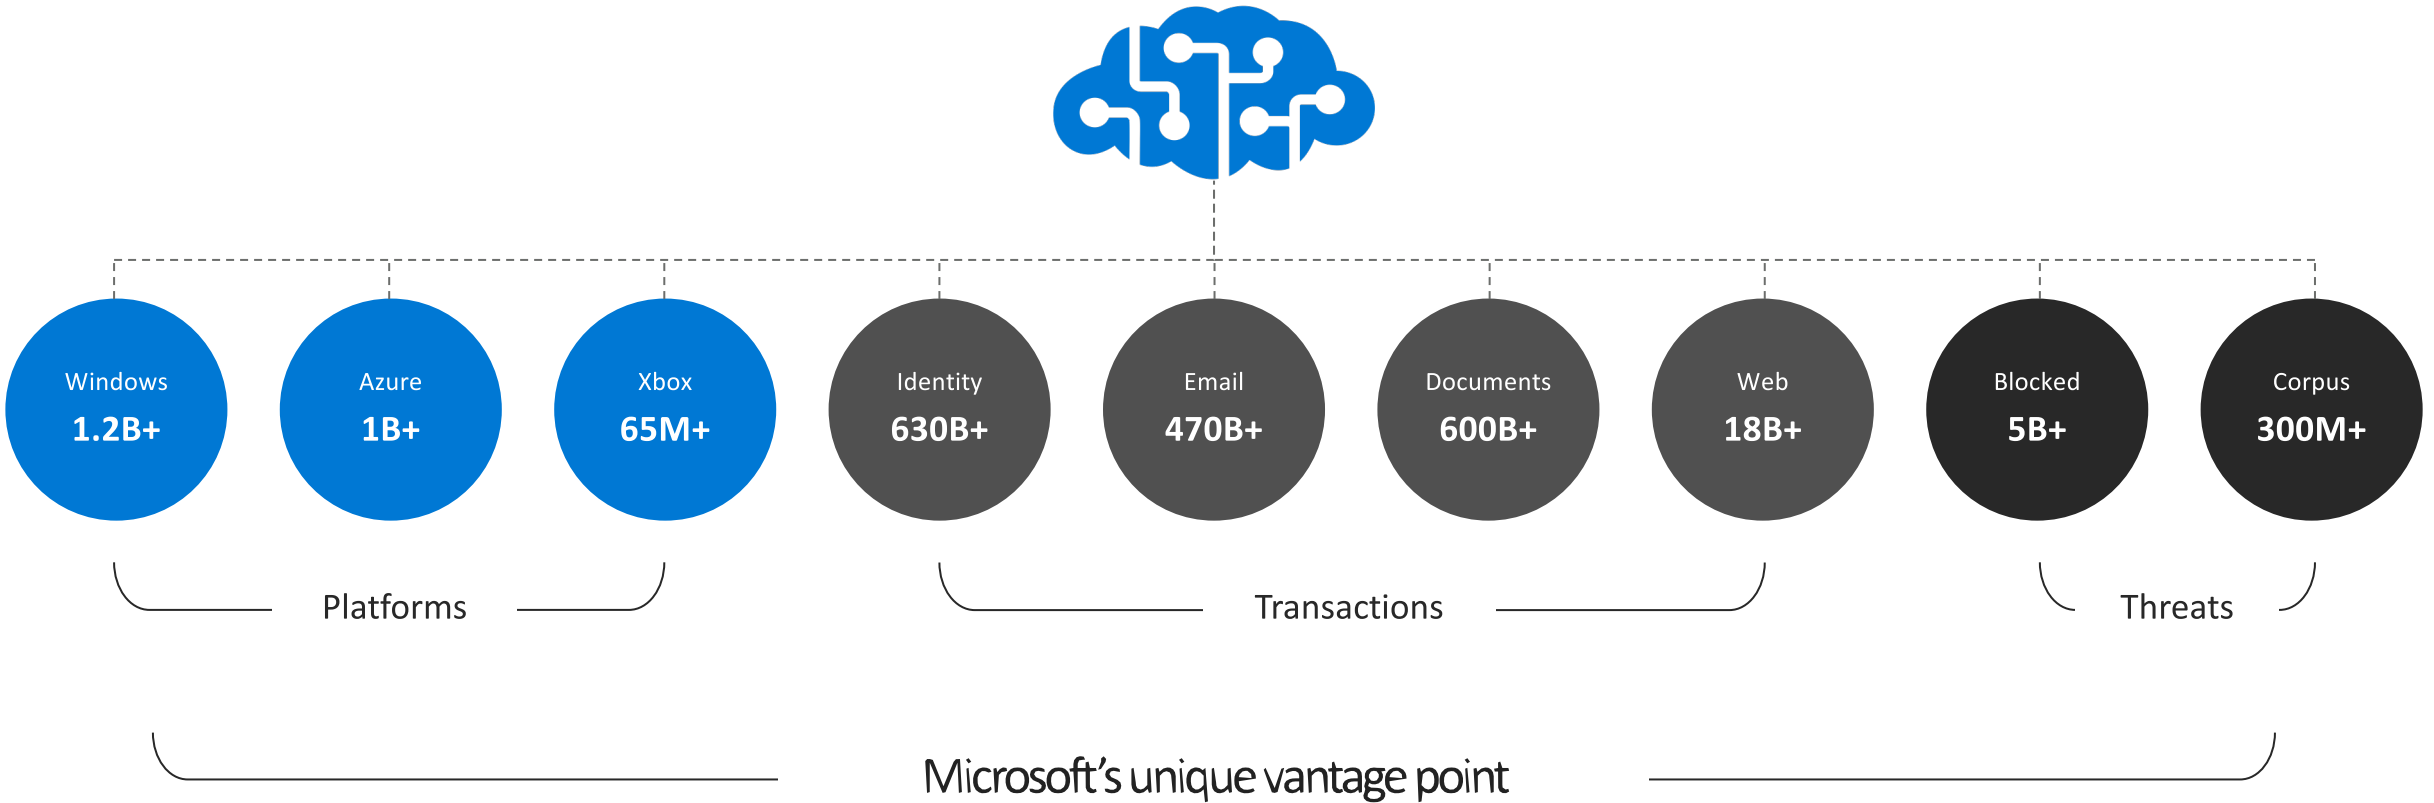 Windows
1.2B+
Azure
1B+
Xbox
65M+
Identity
630B+
Email
470B+
Documents
600B+
Web
18B+
Blocked
5B+
Corpus
300M+
Platforms
Transactions
Threats
Microsoft's unique vantage point